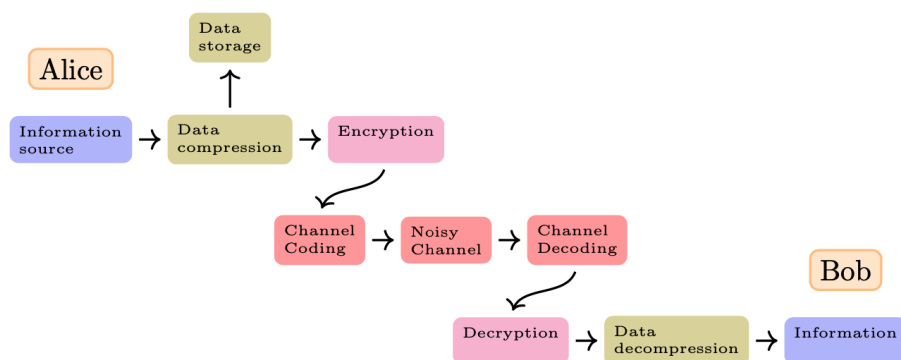 Data
storage
Alice
Information
source
Data
compression
Encryption
Channel
Coding
Noisy
Channel
Channel
Decoding
Bob
Decryption
Data
decompression
Information